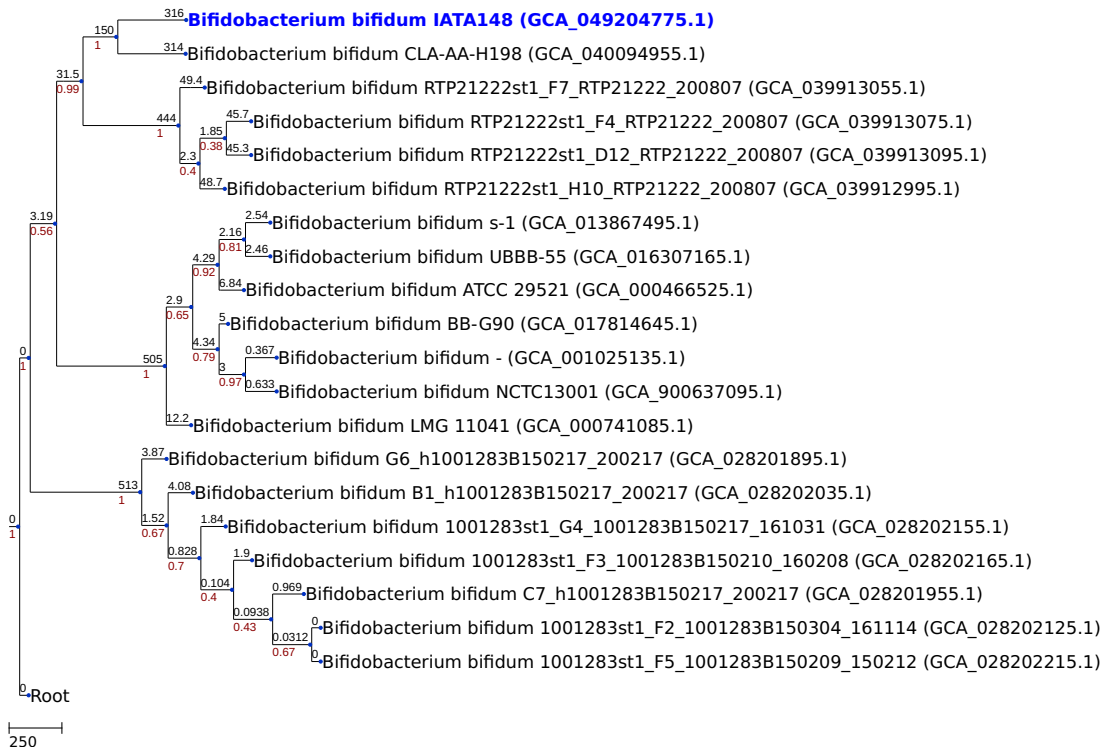 316
Bifidobacterium bifidum IATA148 (GCA_049204775.1)
150
1
314
Bifidobacterium bifidum CLA-AA-H198 (GCA_040094955.1)
31.5
0.99
49.4
Bifidobacterium bifidum RTP21222st1_F7_RTP21222_200807 (GCA_039913055.1)
444
1
45.7
Bifidobacterium bifidum RTP21222st1_F4_RTP21222_200807 (GCA_039913075.1)
1.85
0.38
45.3
Bifidobacterium bifidum RTP21222st1_D12_RTP21222_200807 (GCA_039913095.1)
2.3
0.4
48.7
Bifidobacterium bifidum RTP21222st1_H10_RTP21222_200807 (GCA_039912995.1)
3.19
0.56
2.54
Bifidobacterium bifidum s-1 (GCA_013867495.1)
2.16
0.81
2.46
Bifidobacterium bifidum UBBB-55 (GCA_016307165.1)
4.29
0.92
6.84
Bifidobacterium bifidum ATCC 29521 (GCA_000466525.1)
2.9
0.65
5
Bifidobacterium bifidum BB-G90 (GCA_017814645.1)
4.34
0.79
0.367
Bifidobacterium bifidum - (GCA_001025135.1)
3
0.97
0.633
Bifidobacterium bifidum NCTC13001 (GCA_900637095.1)
505
1
12.2
Bifidobacterium bifidum LMG 11041 (GCA_000741085.1)
0
1
3.87
Bifidobacterium bifidum G6_h1001283B150217_200217 (GCA_028201895.1)
513
1
4.08
Bifidobacterium bifidum B1_h1001283B150217_200217 (GCA_028202035.1)
1.52
0.67
1.84
Bifidobacterium bifidum 1001283st1_G4_1001283B150217_161031 (GCA_028202155.1)
0.828
0.7
1.9
Bifidobacterium bifidum 1001283st1_F3_1001283B150210_160208 (GCA_028202165.1)
0.104
0.4
0.969
Bifidobacterium bifidum C7_h1001283B150217_200217 (GCA_028201955.1)
0.0938
0.43
0
Bifidobacterium bifidum 1001283st1_F2_1001283B150304_161114 (GCA_028202125.1)
0.0312
0.67
0
Bifidobacterium bifidum 1001283st1_F5_1001283B150209_150212 (GCA_028202215.1)
0
1
0
Root
250